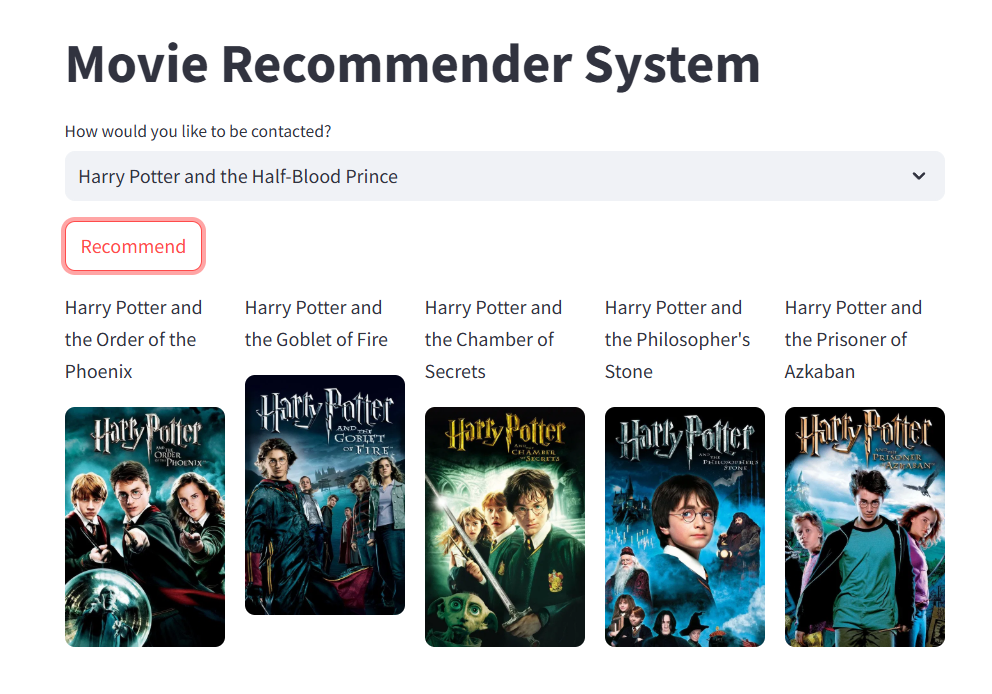 Movie Recommender System
How would you like to be contacted?
Harry Potter and the Half-Blood Prince
Recommend
Harry Potter and
the Order of the
Phoenix
Harry Potter and
the Goblet of Fire
Harry Potter and
the Chamber of
Secrets
Harry Potter and
the Philosopher's
Stone
Harry Potter and
the Prisoner of
Azkaban
Harry Potter
AND THE
ORDER
OF THE
PHOENIX
Harry Potter
AND THE
GOBLET
OF FIRE
Harry Potter
AND THE
CHAMBER
OF SECRETS
Harry Potter
AND THE
PHILOSOPHER'S
STONE
Harry Potter
AND THE
PRISONER
OF AZKABAN